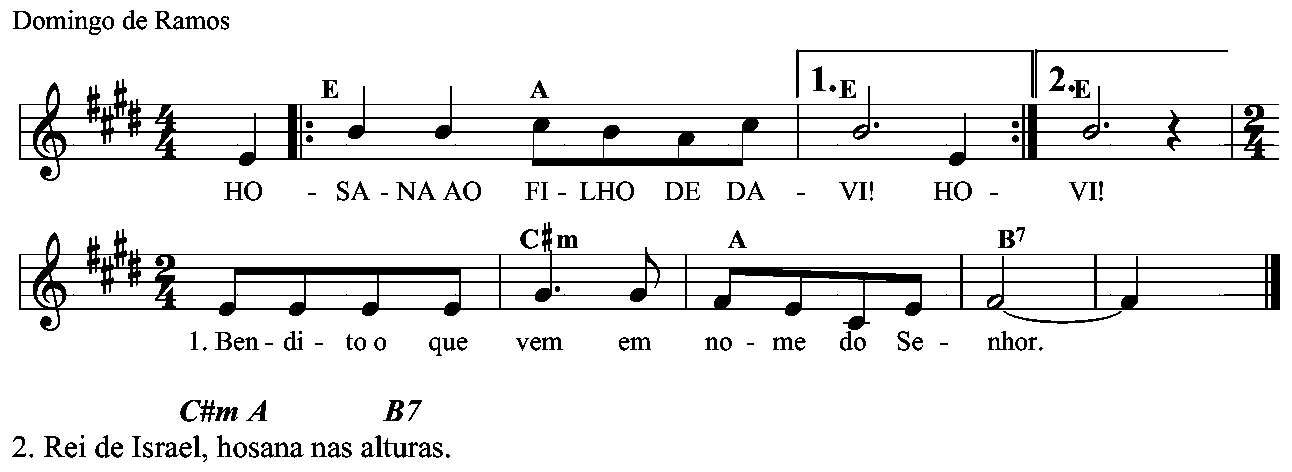 Domingo de Ramos
E A 1. E 2. E
HO - SA - NA AO FI - LHO DE DA - VI! HO - VI!
C#m A B7
1. Ben - di - to o que vem em no - me do Se - nhor.
C#m A B7
2. Rei de Israel, hosana nas alturas.